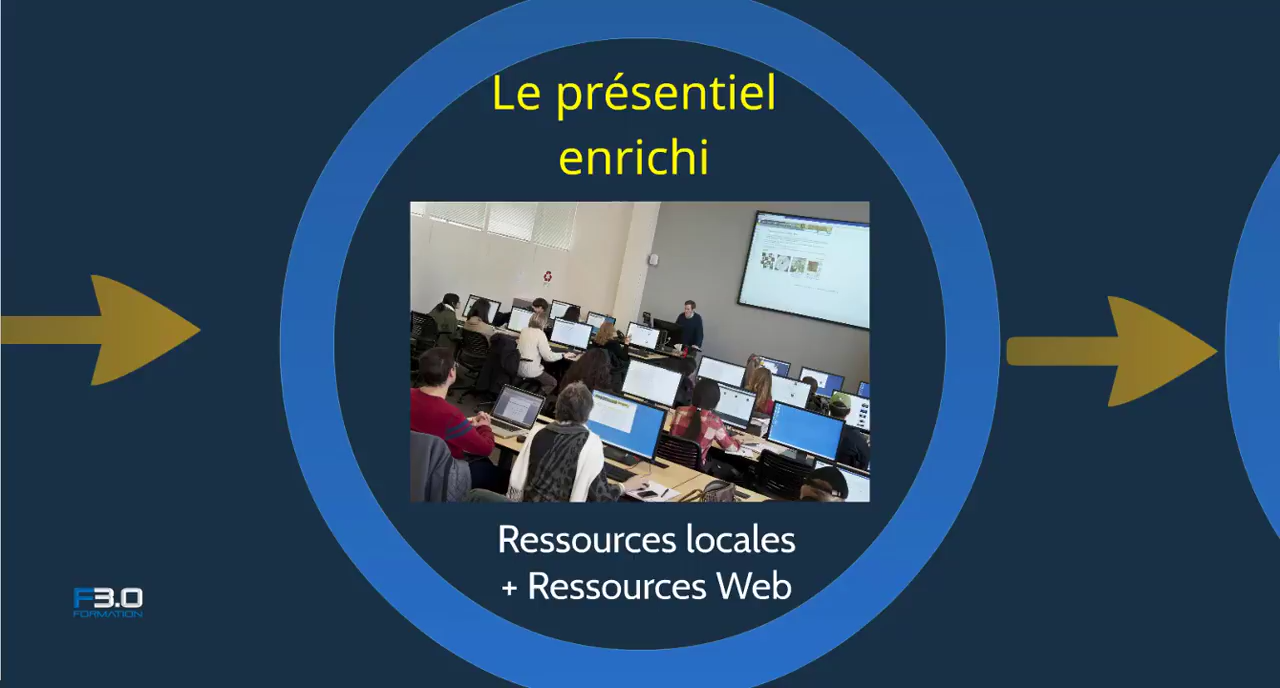 Le présentiel
enrichi
Ressources locales
+ Ressources Web
F3.0
FORMATION